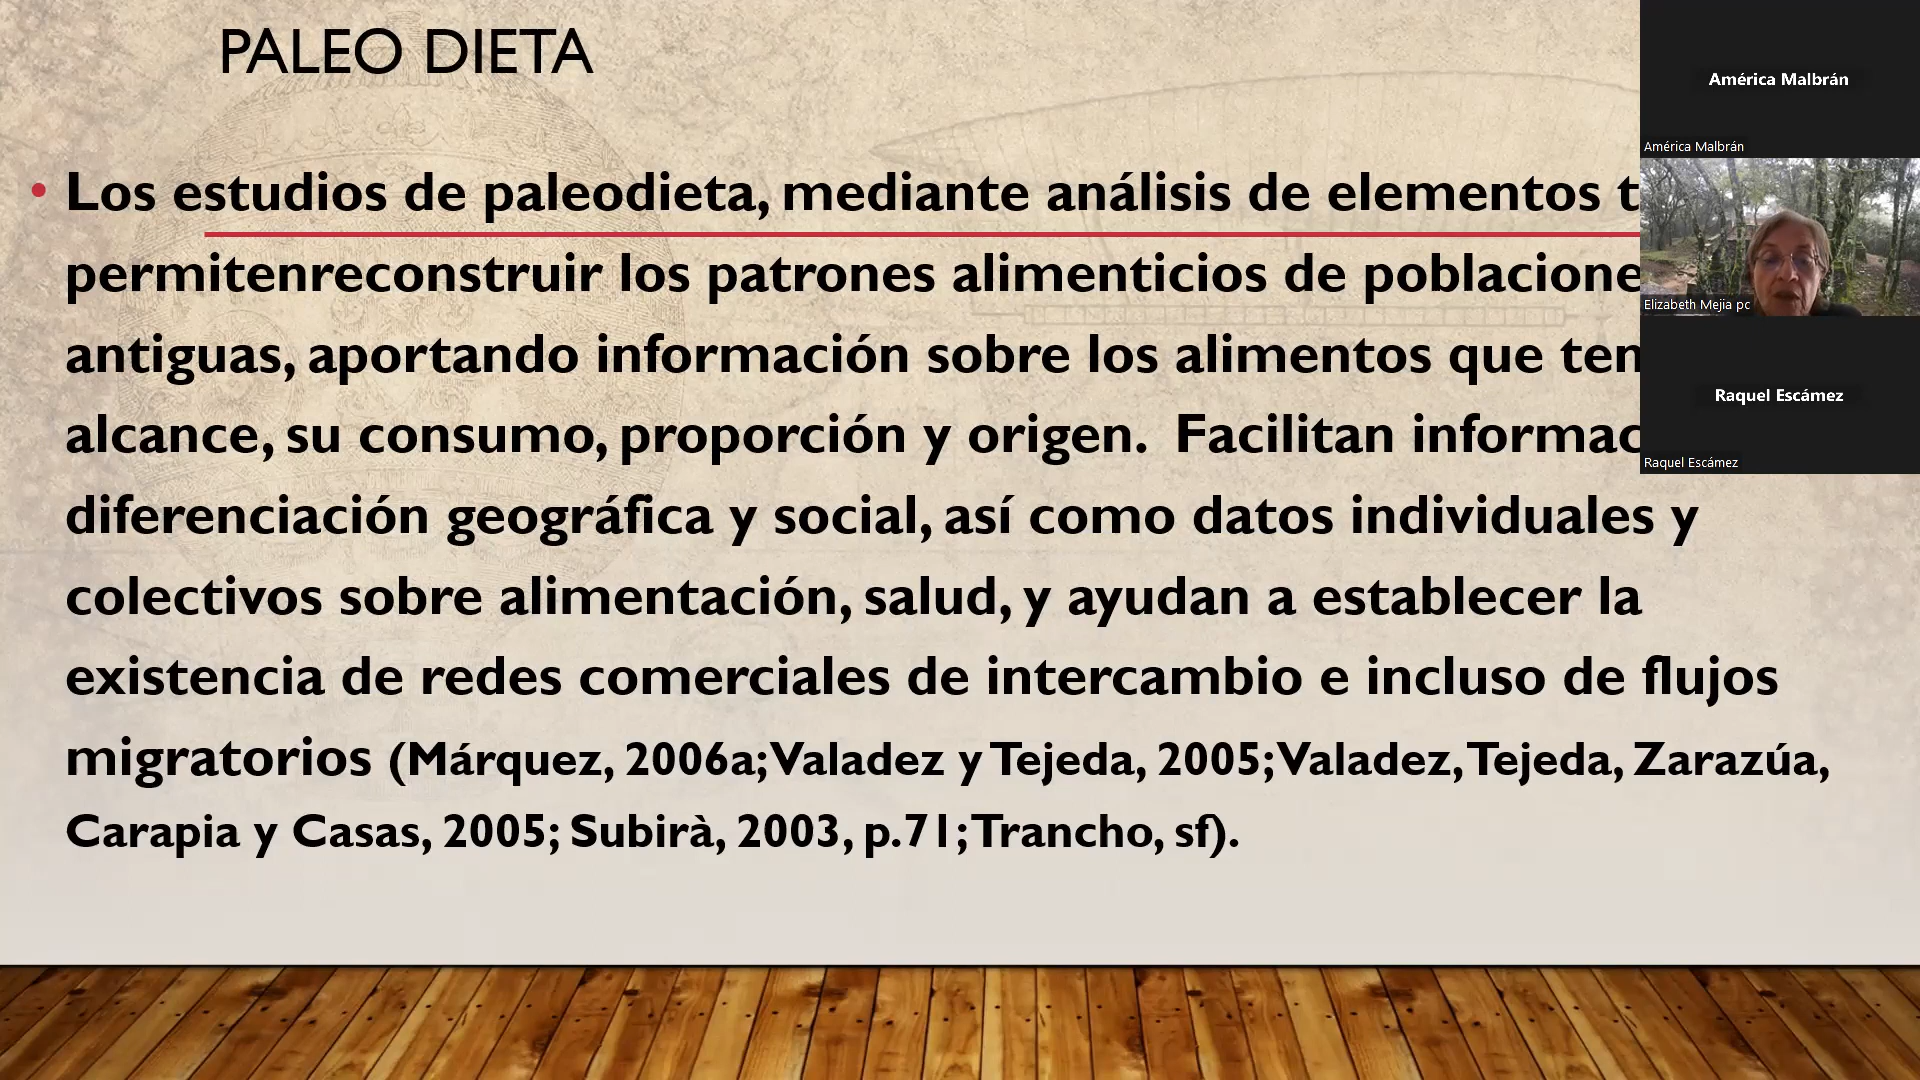 PALEO DIETA
• Los estudios de paleodieta, mediante análisis de elementos
permitenreconstruir los patrones alimenticios de
antiguas, aportando información sobre los alimentos que
alcance, su consumo, proporción y origen. Facilitan
diferenciación geográfica y social, así como datos individuales y
colectivos sobre alimentación, salud, y ayudan a establecer la
existencia de redes comerciales de intercambio e incluso de flujos
migratorios (Márquez, 2006a; Valadez y Tejeda, 2005; Valadez, Tejeda, Zarazúa,
Carapia y Casas, 2005; Subirà, 2003, p.71; Trancho, sf).
América Malbrán
América Malbrán
Elizabeth Mejia pc
Raquel Escámez
Raquel Escámez